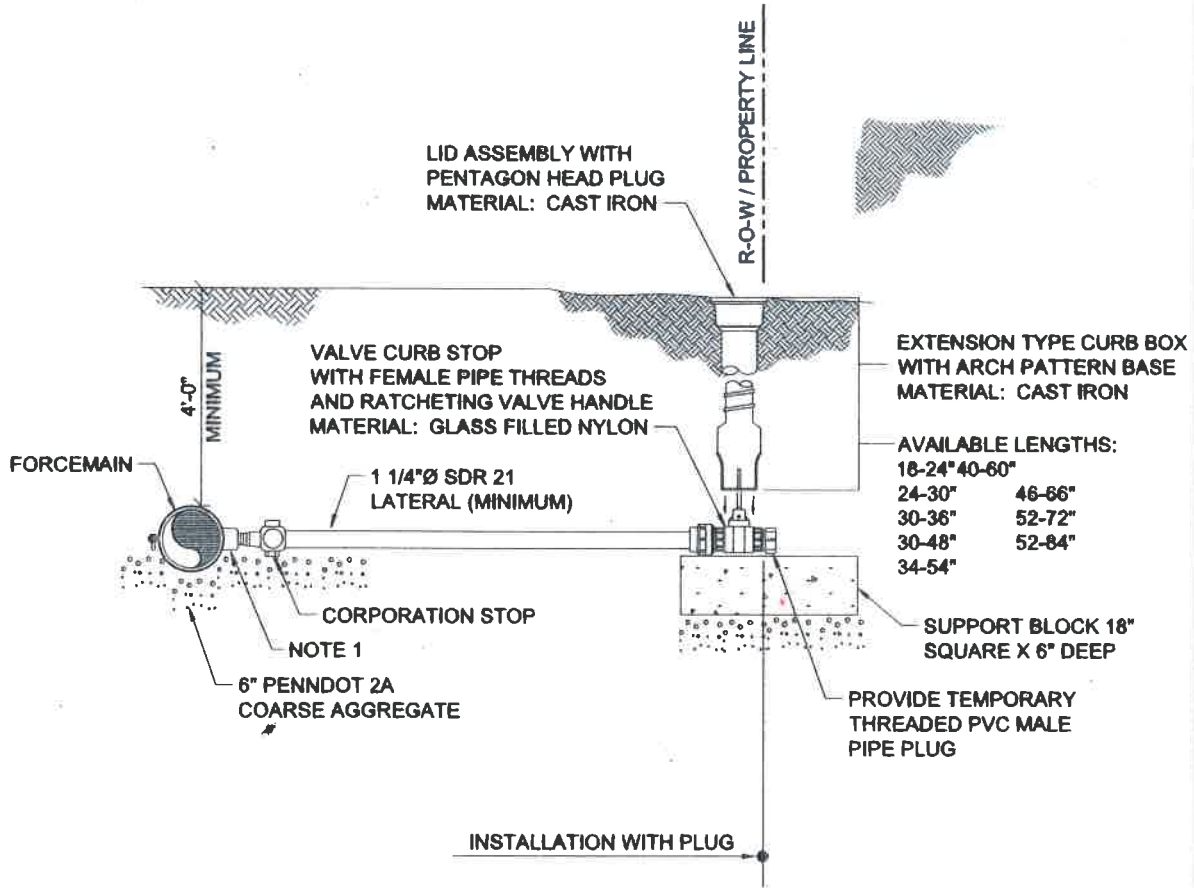 R-O-W / PROPERTY LINE
LID ASSEMBLY WITH
PENTAGON HEAD PLUG
MATERIAL: CAST IRON
4'-0"
MINIMUM
VALVE CURB STOP
WITH FEMALE PIPE THREADS
AND RATCHETING VALVE HANDLE
MATERIAL: GLASS FILLED NYLON
EXTENSION TYPE CURB BOX
WITH ARCH PATTERN BASE
MATERIAL: CAST IRON
AVAILABLE LENGTHS:
18-24" 40-60"
24-30" 46-66"
30-36" 52-72"
30-48" 52-84"
34-54"
FORCEMAIN
1 1/4"Ø SDR 21
LATERAL (MINIMUM)
CORPORATION STOP
NOTE 1
6" PENNDOT 2A
COARSE AGGREGATE
SUPPORT BLOCK 18"
SQUARE X 6" DEEP
PROVIDE TEMPORARY
THREADED PVC MALE
PIPE PLUG
INSTALLATION WITH PLUG